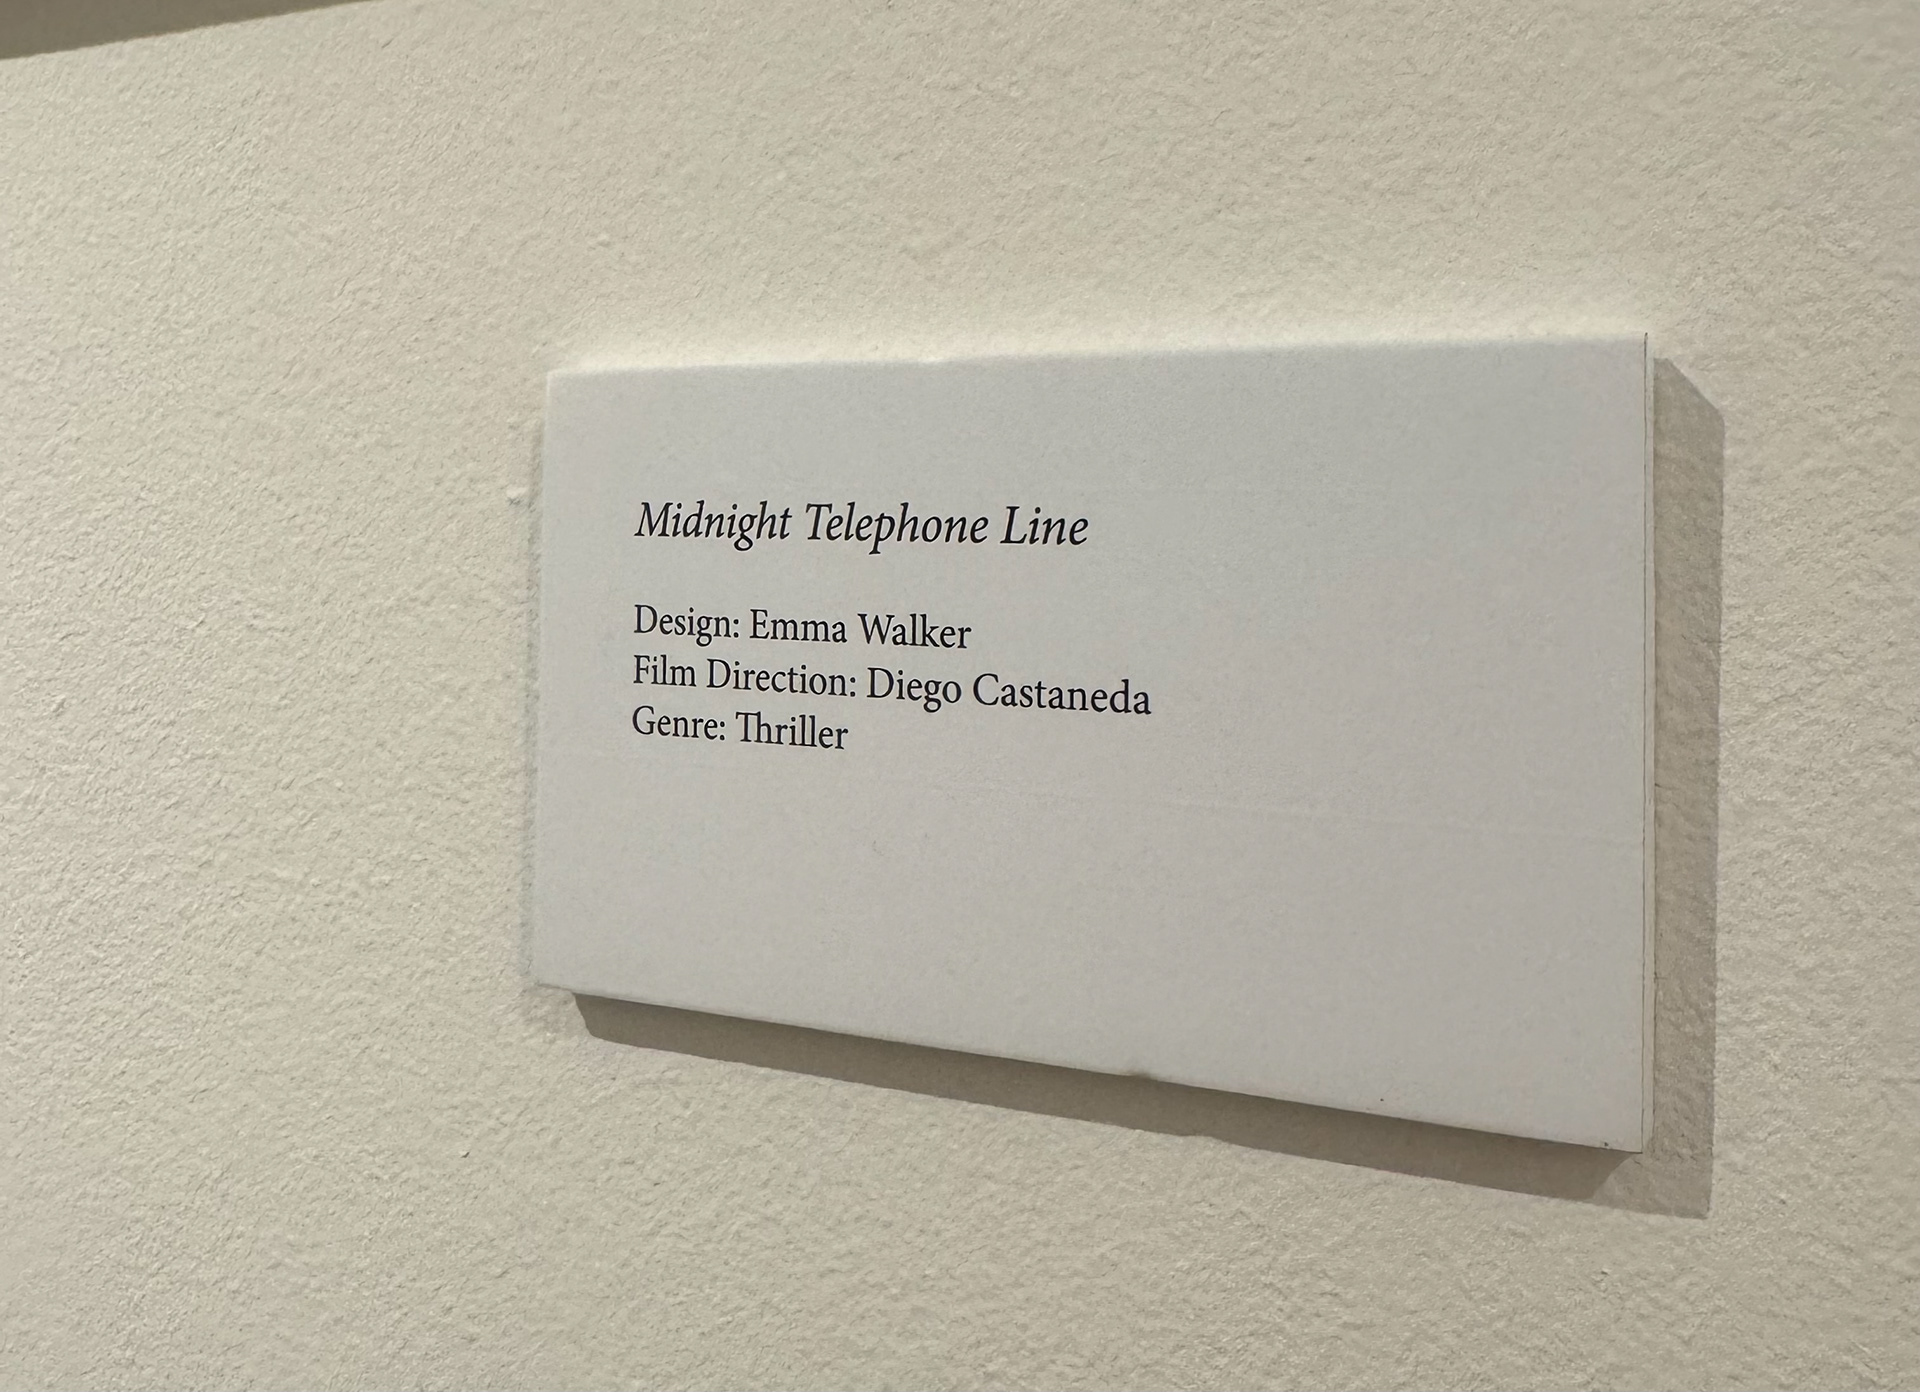 Midnight Telephone Line
Design: Emma Walker
Film Direction: Diego Castaneda
Genre: Thriller